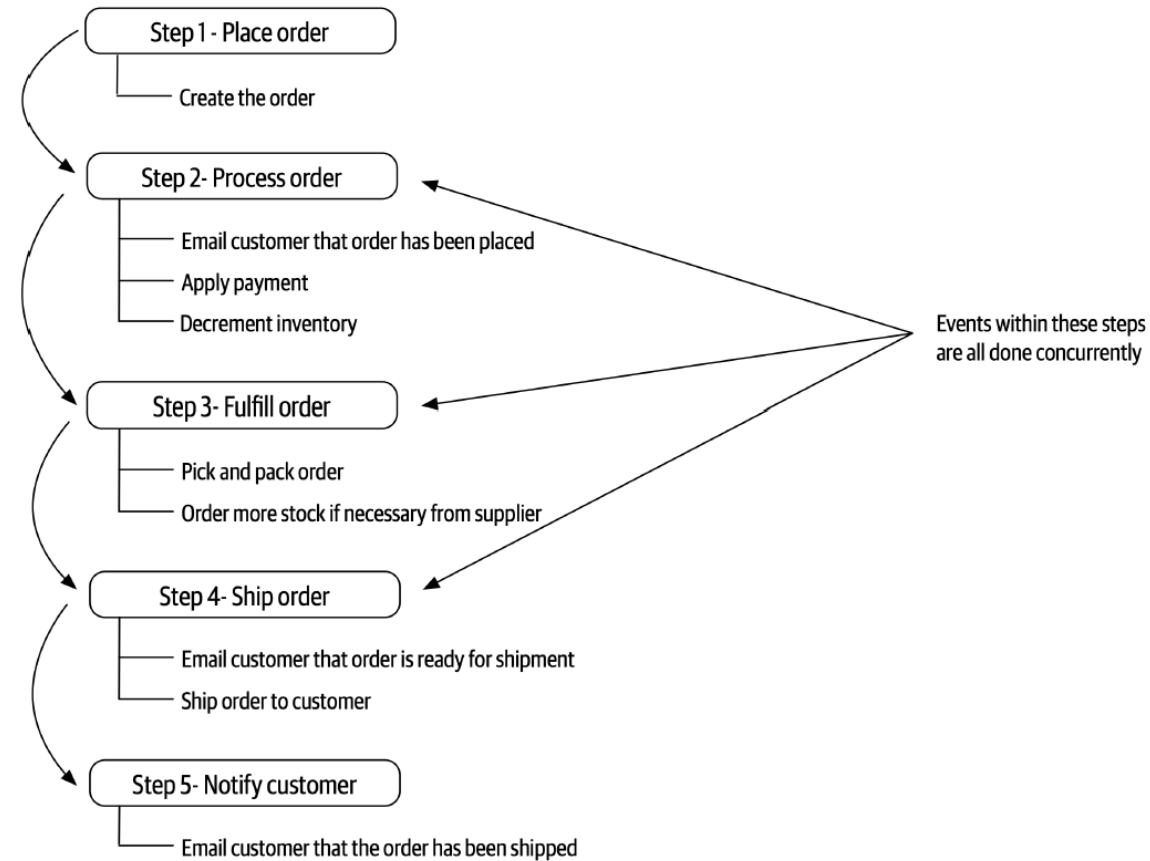 Step 1 - Place order
Create the order
Step 2- Process order
Email customer that order has been placed
Apply payment
Decrement inventory
Events within these steps
are all done concurrently
Step 3- Fulfill order
Pick and pack order
Order more stock if necessary from supplier
Step 4- Ship order
Email customer that order is ready for shipment
Ship order to customer
Step 5- Notify customer
Email customer that the order has been shipped